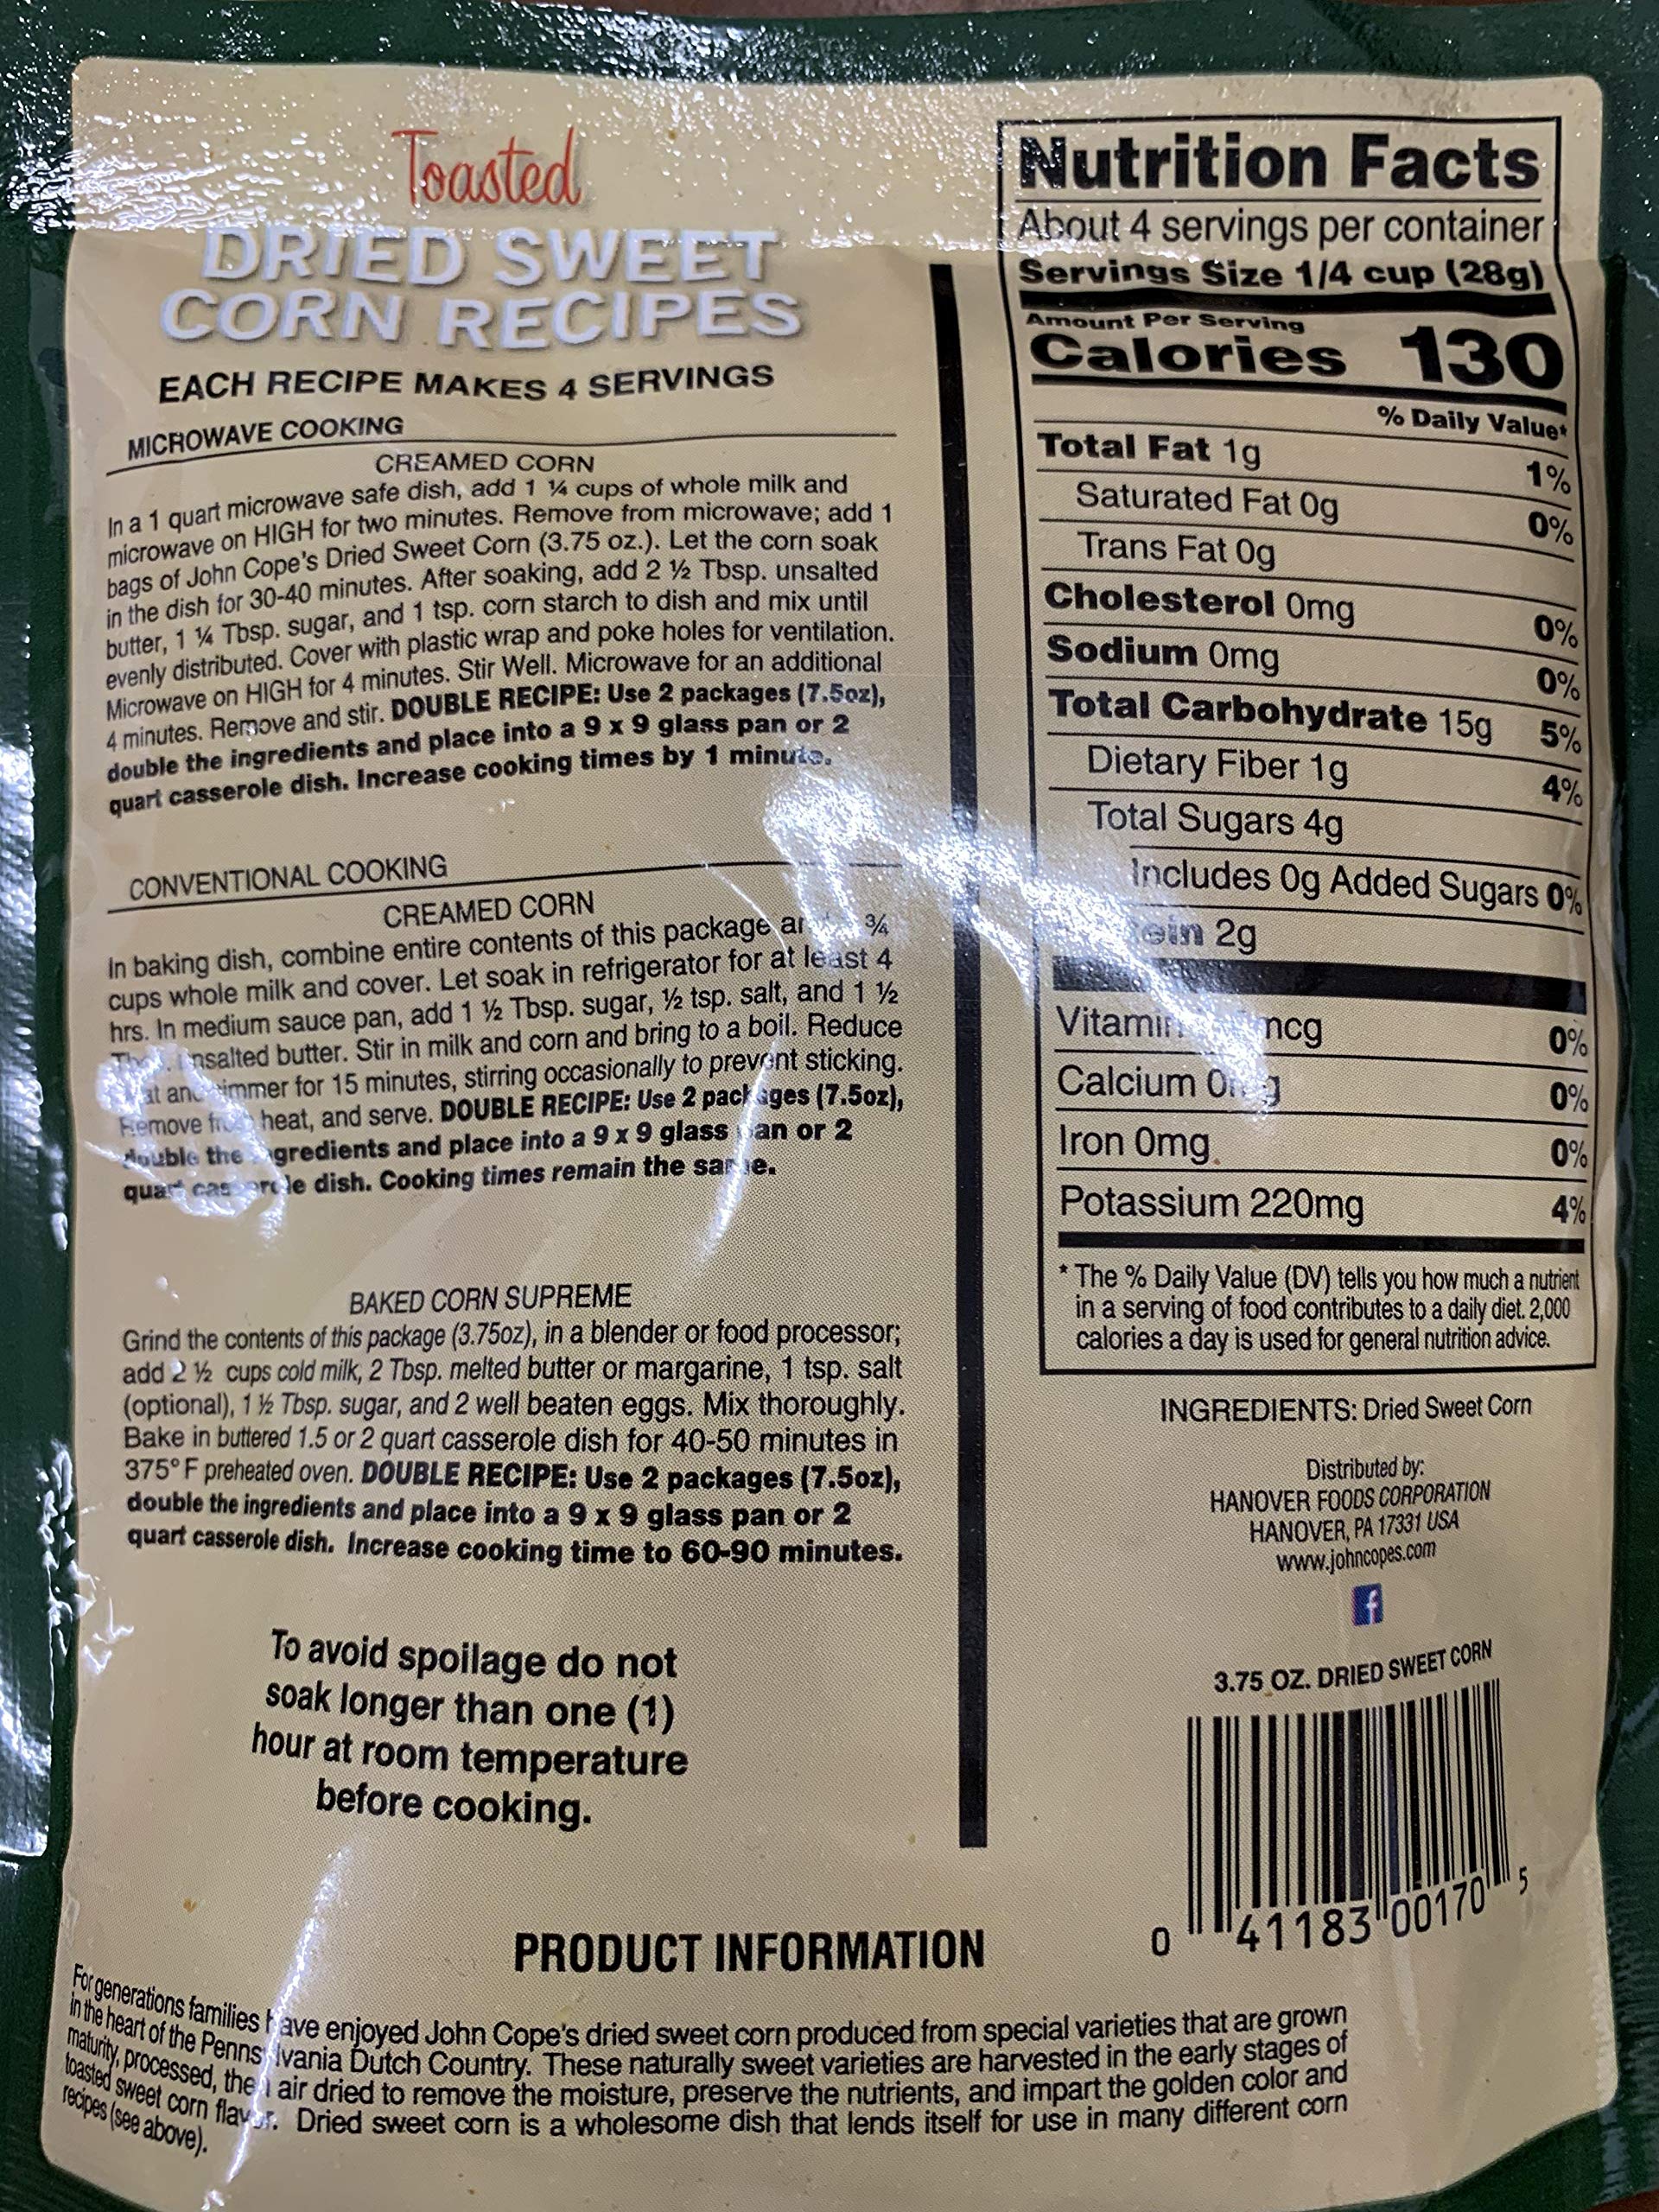 Toasted
DRIED SWEET
CORN RECIPES
EACH RECIPE MAKES 4 SERVINGS
MICROWAVE COOKING
CREAMED CORN
In a 1 quart microwave safe dish, add 1 ¼ cups of whole milk and
microwave on HIGH for two minutes. Remove from microwave; add 1
bags of John Cope's Dried Sweet Corn (3.75 oz.). Let the corn soak
in the dish for 30-40 minutes. After soaking, add 2 ½ Tbsp. unsalted
butter, 1 ¼ Tbsp. sugar, and 1 tsp. corn starch to dish and mix until
evenly distributed. Cover with plastic wrap and poke holes for ventilation.
Microwave on HIGH for 4 minutes. Stir Well. Microwave for an additional
4 minutes. Remove and stir. DOUBLE RECIPE: Use 2 packages (7.5oz),
double the ingredients and place into a 9 x 9 glass pan or 2
quart casserole dish. Increase cooking times by 1 minute.
CONVENTIONAL COOKING
CREAMED CORN
In baking dish, combine entire contents of this package ¾
cups whole milk and cover. Let soak in refrigerator for at least 4
hrs. In medium sauce pan, add 1 ½ Tbsp. sugar, ½ tsp. salt, and 1 ½
unsalted butter. Stir in milk and corn and bring to a boil. Reduce
heat and simmer for 15 minutes, stirring occasionally to prevent sticking.
Remove from heat, and serve. DOUBLE RECIPE: Use 2 packages (7.5oz),
double the ingredients and place into a 9 x 9 glass pan or 2
quart casserole dish. Cooking times remain the same.
BAKED CORN SUPREME
Grind the contents of this package (3.75oz), in a blender or food processor;
add 2 ½ cups cold milk, 2 Tbsp. melted butter or margarine, 1 tsp. salt
(optional), 1 ½ Tbsp. sugar, and 2 well beaten eggs. Mix thoroughly.
Bake in buttered 1.5 or 2 quart casserole dish for 40-50 minutes in
375° F preheated oven. DOUBLE RECIPE: Use 2 packages (7.5oz),
double the ingredients and place into a 9 x 9 glass pan or 2
quart casserole dish. Increase cooking time to 60-90 minutes.
To avoid spoilage do not
soak longer than one (1)
hour at room temperature
before cooking.
Nutrition Facts
About 4 servings per container
Servings Size 1/4 cup (28g)
Amount Per Serving
Calories 130
% Daily Value*
Total Fat 1g 1%
Saturated Fat 0g 0%
Trans Fat 0g
Cholesterol 0mg 0%
Sodium 0mg 0%
Total Carbohydrate 15g 5%
Dietary Fiber 1g 4%
Total Sugars 4g
Includes 0g Added Sugars 0%
Protein 2g
Vitamin mcg 0%
Calcium 0mg 0%
Iron 0mg 0%
Potassium 220mg 4%
* The % Daily Value (DV) tells you how much a nutrient
in a serving of food contributes to a daily diet. 2,000
calories a day is used for general nutrition advice.
INGREDIENTS: Dried Sweet Corn
Distributed by:
HANOVER FOODS CORPORATION
HANOVER, PA 17331 USA
www.johncopes.com
f
3.75 OZ. DRIED SWEET CORN
0 41183 00170 5
PRODUCT INFORMATION
For generations families have enjoyed John Cope's dried sweet corn produced from special varieties that are grown
in the heart of the Pennsylvania Dutch Country. These naturally sweet varieties are harvested in the early stages of
maturity, processed, then air dried to remove the moisture, preserve the nutrients, and impart the golden color and
toasted sweet corn flavor. Dried sweet corn is a wholesome dish that lends itself for use in many different corn
recipes (see above).